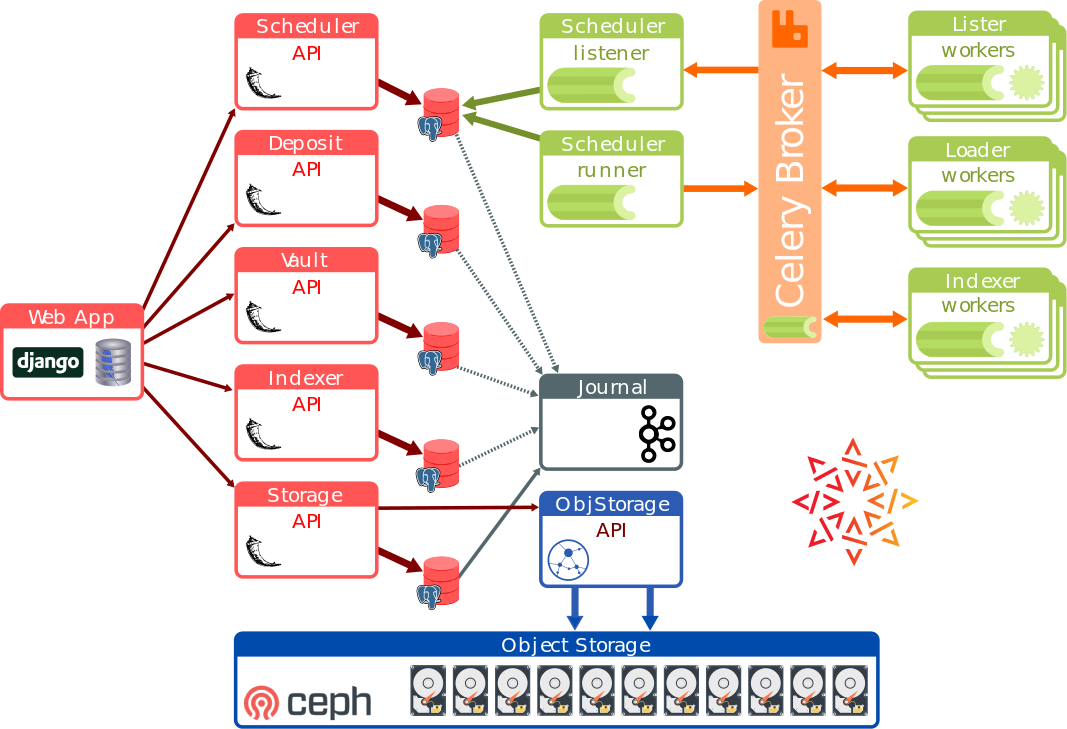 Scheduler
API
Deposit
API
Vault
API
Indexer
API
Storage
API
Web App
django
Scheduler
listener
Scheduler
runner
Celery Broker
Lister
workers
Loader
workers
Indexer
workers
Journal
ObjStorage
API
Object Storage
ceph